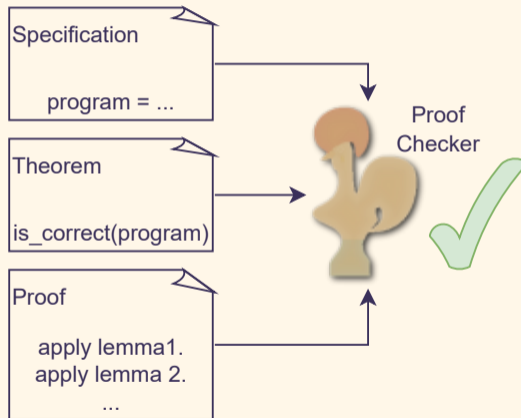 Specification
program = ...
Proof
Checker
Theorem
is_correct(program)
Proof
apply lemma1.
apply lemma 2.
...